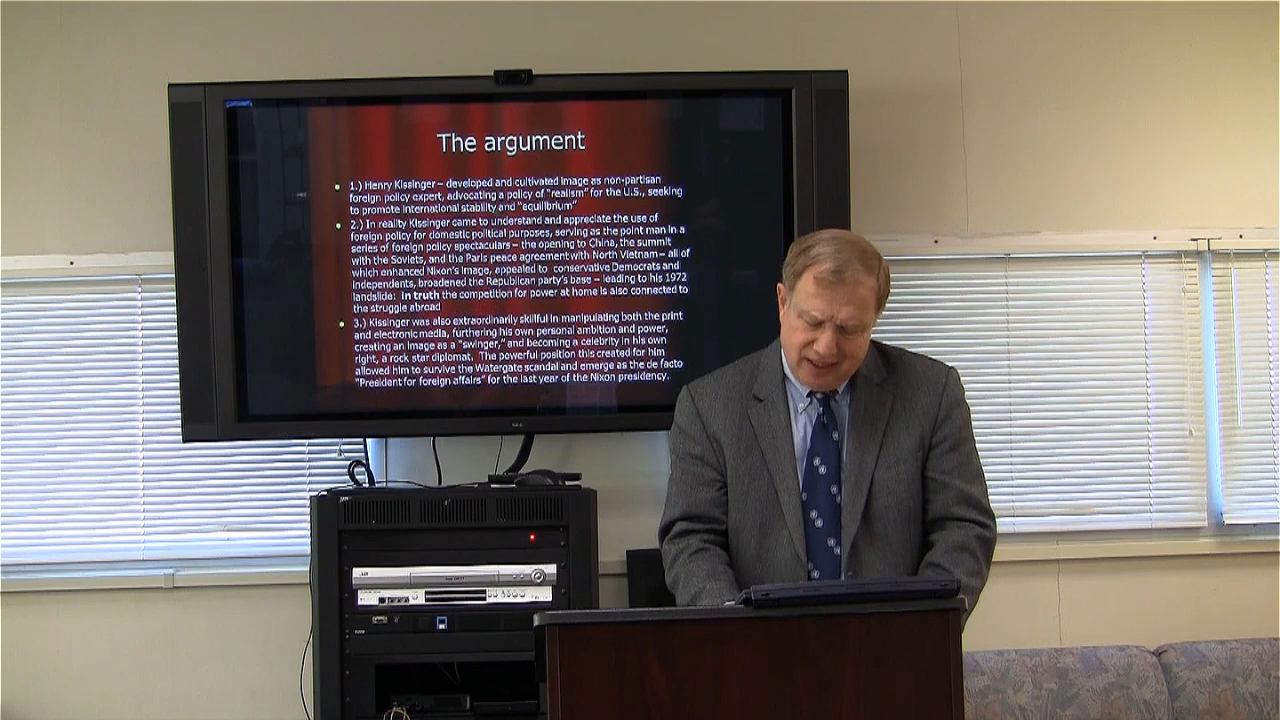 The argument
1.) Henry Kissinger – developed and cultivated image as non-partisan
foreign policy expert, advocating a policy of "realism" for the U.S., seeking
to promote international stability and "equilibrium"
2.) In reality Kissinger came to understand and appreciate the use of
foreign policy for domestic political purposes, serving as the point man in a
series of foreign policy spectaculars – the opening to China, the summit
with the Soviets, and the Paris peace agreement with North Vietnam – all of
which enhanced Nixon's image, appealed to conservative Democrats and
independents, broadened the Republican party's base – leading to his 1972
landslide: In truth the competition for power at home is also connected to
the struggle abroad
3.) Kissinger was also extraordinarily skillful in manipulating both the print
and electronic media, furthering his own personal ambition and power,
creating an image as a "swinger," and becoming a celebrity in his own
right, a rock star diplomat. The powerful position this created for him
allowed him to survive the Watergate scandal and emerge as the de facto
"President for foreign affairs" for the last year of the Nixon presidency.
NEC